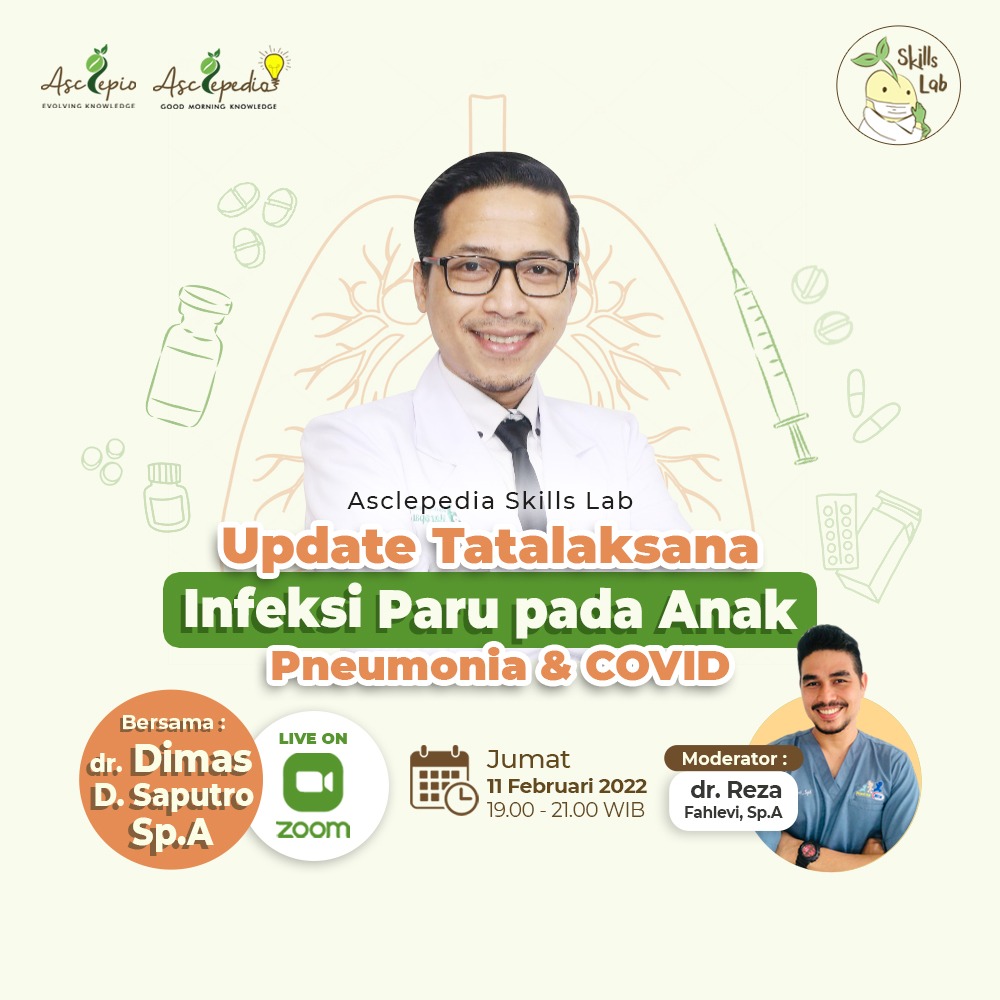 Asclepio
EVOLVING KNOWLEDGE
Asclepedia
GOOD MORNING KNOWLEDGE
Skills
Lab
Asclepedia Skills Lab
Update Tatalaksana
Infeksi Paru pada Anak
Pneumonia & COVID
Bersama :
dr. Dimas
D. Saputro
Sp.A
LIVE ON
zoom
Jumat
11 Februari 2022
19.00 - 21.00 WIB
Moderator :
dr. Reza
Fahlevi, Sp.A